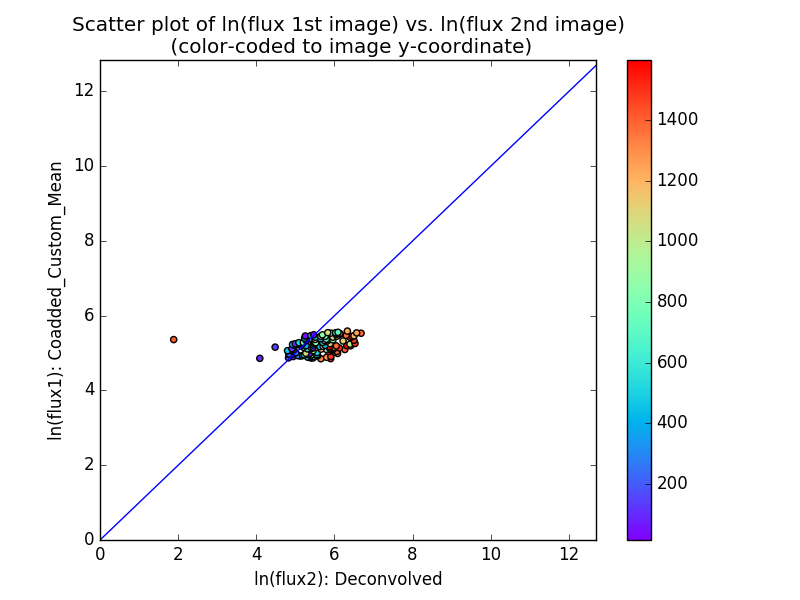 Scatter plot of ln(flux 1st image) vs. ln(flux 2nd image)
(color-coded to image y-coordinate)
ln(flux1): Coadded_Custom_Mean
12
10
8
6
4
2
0
0 2 4 6 8 10 12
ln(flux2): Deconvolved
1400
1200
1000
800
600
400
200